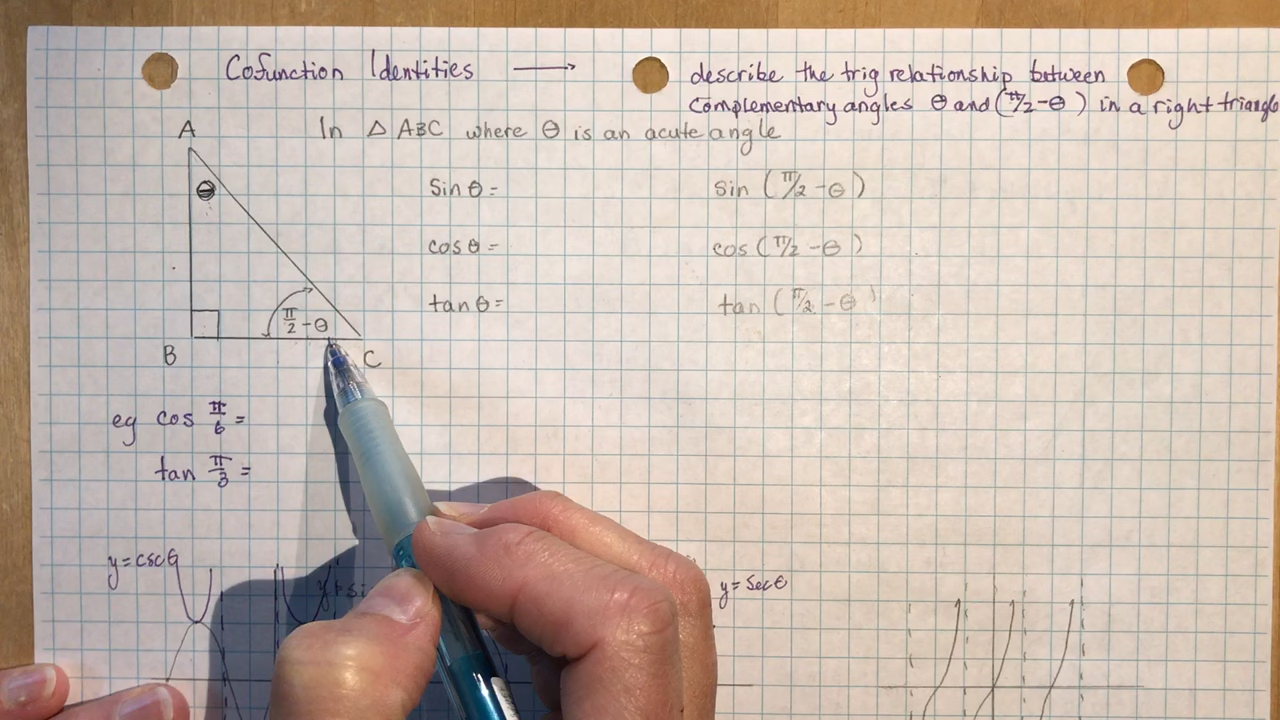 Cofunction Identities → describe the trig relationship between
complementary angles θ and (π/2 - θ) in a right triangle
A In △ ABC where θ is an acute angle
θ
sin θ = sin (π/2 - θ)
cos θ = cos (π/2 - θ)
tan θ = tan (π/2 - θ)
π/2 - θ
B C
eg cos π/6 =
tan π/3 =
y = csc θ
y = secθ